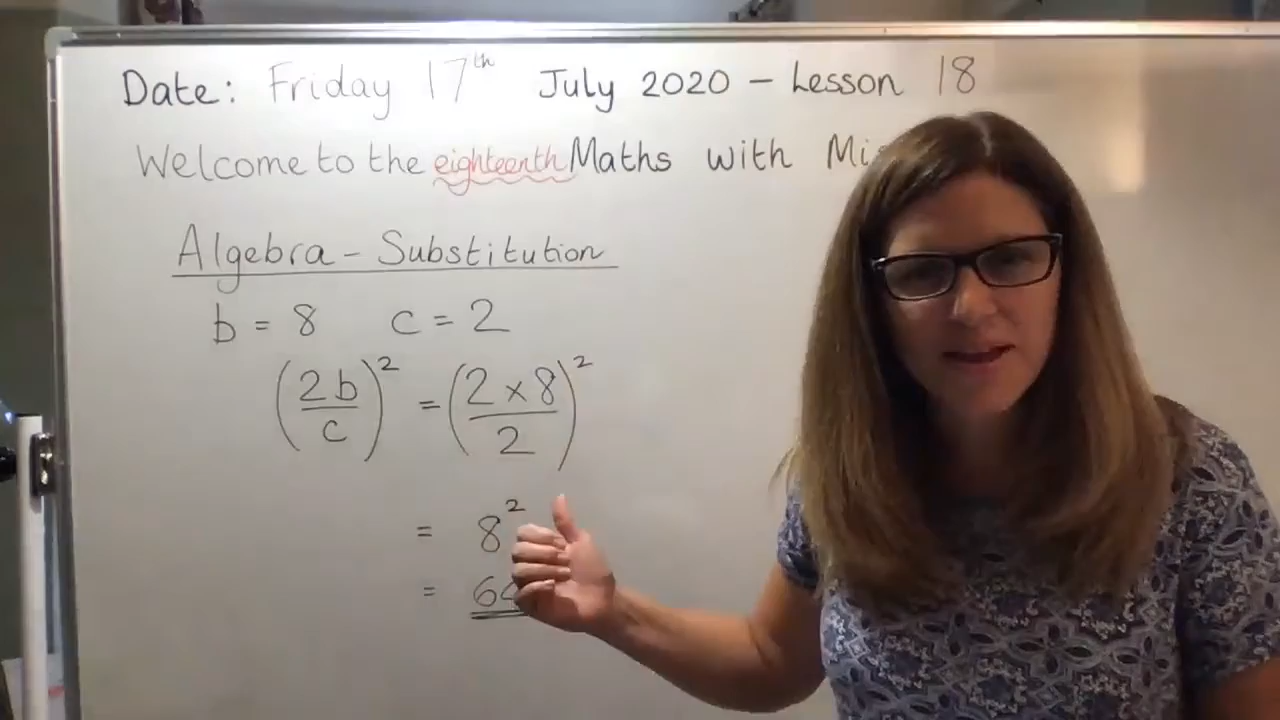 Date: Friday 17th July 2020 - Lesson 18
Welcome to the eighteenth Maths with
Algebra - Substitution
b = 8 c = 2
(2b/c)² = (2 × 8/2)²
= 8²
=